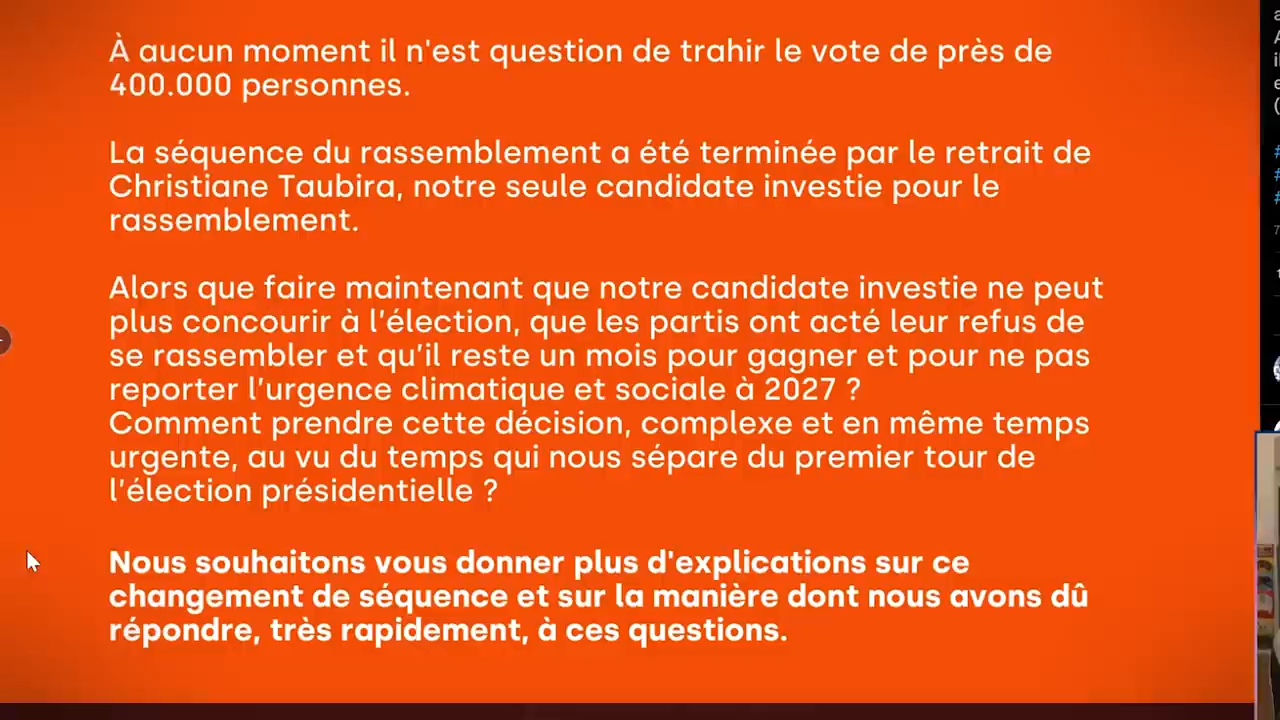 À aucun moment il n'est question de trahir le vote de près de
400.000 personnes.
La séquence du rassemblement a été terminée par le retrait de
Christiane Taubira, notre seule candidate investie pour le
rassemblement.
Alors que faire maintenant que notre candidate investie ne peut
plus concourir à l’élection, que les partis ont acté leur refus de
se rassembler et qu’il reste un mois pour gagner et pour ne pas
reporter l’urgence climatique et sociale à 2027 ?
Comment prendre cette décision, complexe et en même temps
urgente, au vu du temps qui nous sépare du premier tour de
l’élection présidentielle ?
Nous souhaitons vous donner plus d'explications sur ce
changement de séquence et sur la manière dont nous avons dû
répondre, très rapidement, à ces questions.